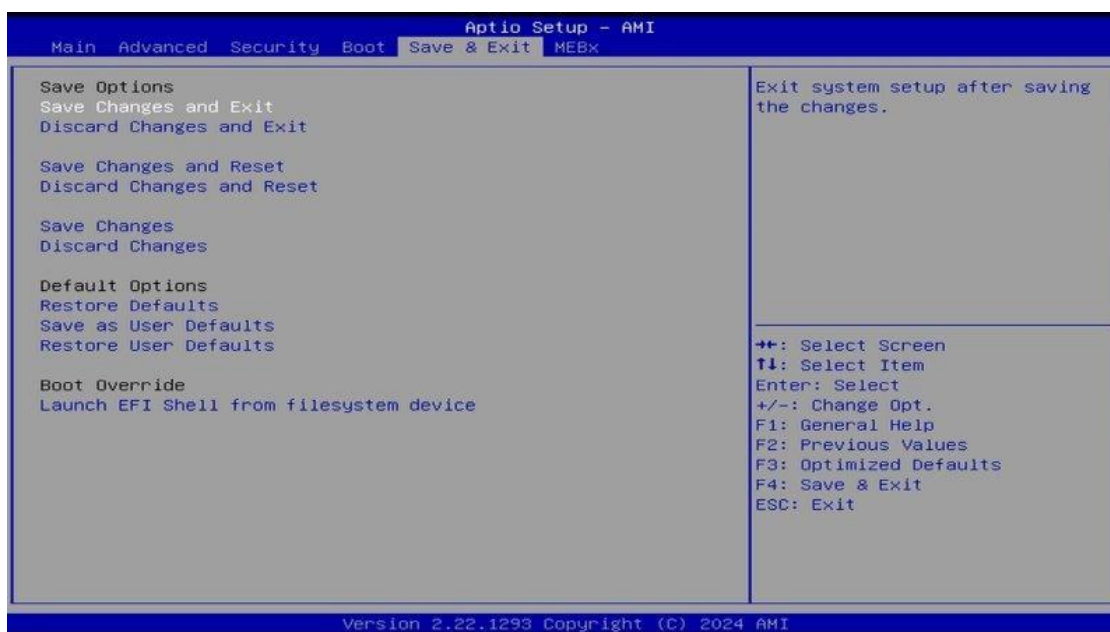 Aptio Setup - AMI
Main Advanced Security Boot Save & Exit MEBx
Save Options
Save Changes and Exit
Discard Changes and Exit
Save Changes and Reset
Discard Changes and Reset
Save Changes
Discard Changes
Default Options
Restore Defaults
Save as User Defaults
Restore User Defaults
Boot Override
Launch EFI Shell from filesystem device
Exit system setup after saving
the changes.
→←: Select Screen
↑↓: Select Item
Enter: Select
+/-: Change Opt.
F1: General Help
F2: Previous Values
F3: Optimized Defaults
F4: Save & Exit
ESC: Exit
Version 2.22.1293 Copyright (C) 2024 AMI